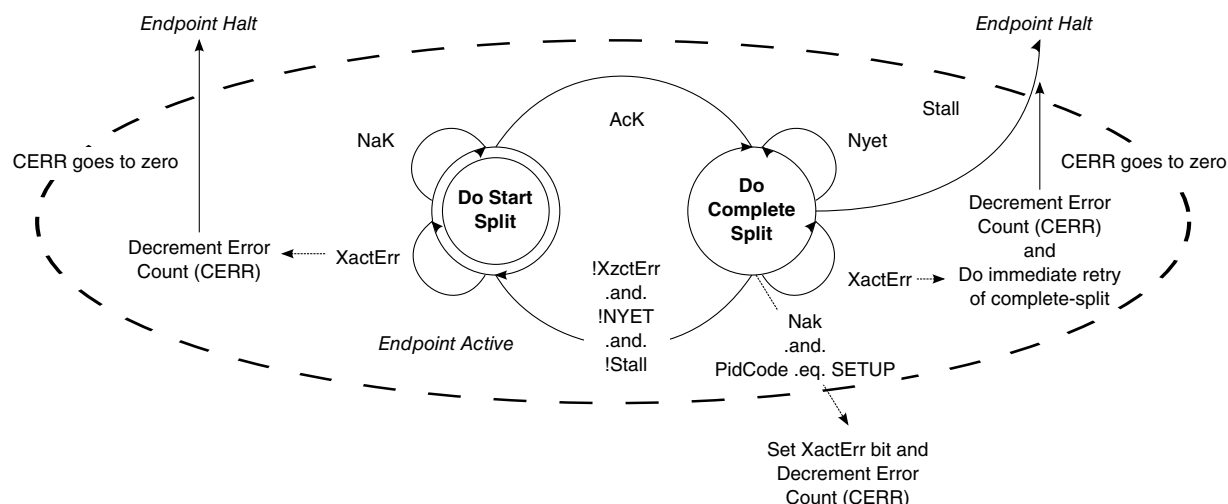 Endpoint Halt
Endpoint Halt
Stall
AcK
NaK
Nyet
CERR goes to zero
CERR goes to zero
Do Start
Split
Do
Complete
Split
Decrement Error
Count (CERR)
and
Do immediate retry
of complete-split
Decrement Error
Count (CERR)
XactErr
XactErr
!XzctErr
.and.
!NYET
.and.
!Stall
Endpoint Active
Nak
.and.
PidCode .eq. SETUP
Set XactErr bit and
Decrement Error
Count (CERR)